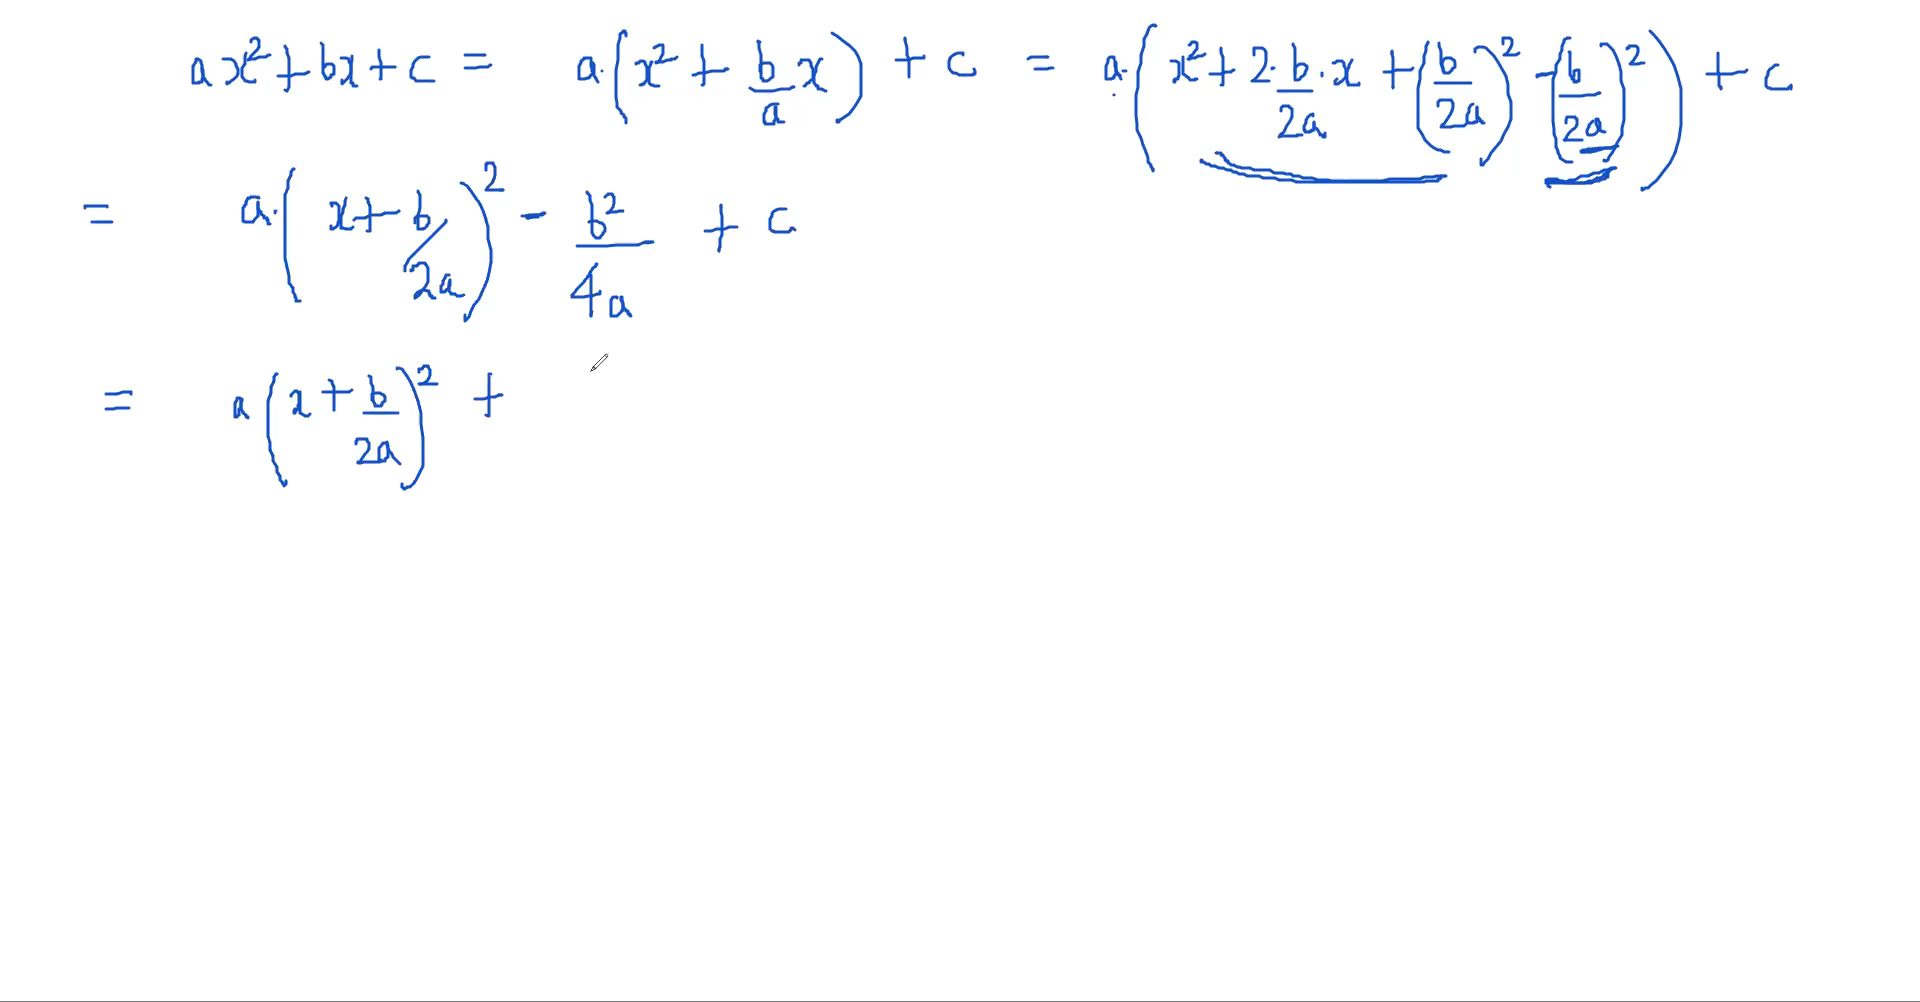 ax² + bx + c = a·(x² + b/a x) + c = a·(x² + 2·b/2a·x + (b/2a)² - (b/2a)²) + c
= a·(x + b/2a)² - b²/4a + c
= a(x + b/2a)² +